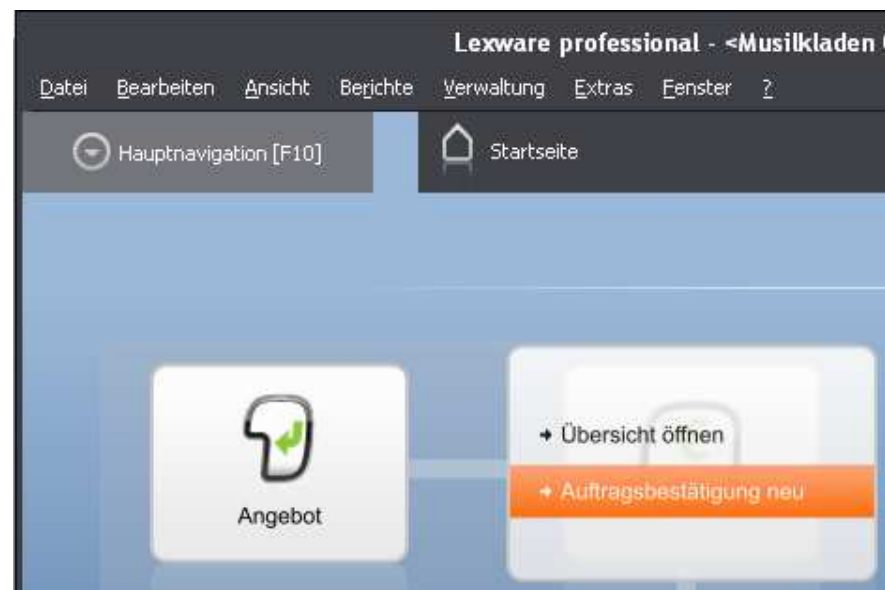 Lexware professional - <Musilkladen
Datei Bearbeiten Ansicht Berichte Verwaltung Extras Fenster ?
Hauptnavigation [F10] Startseite
→ Übersicht öffnen
→ Auftragsbestätigung neu
Angebot